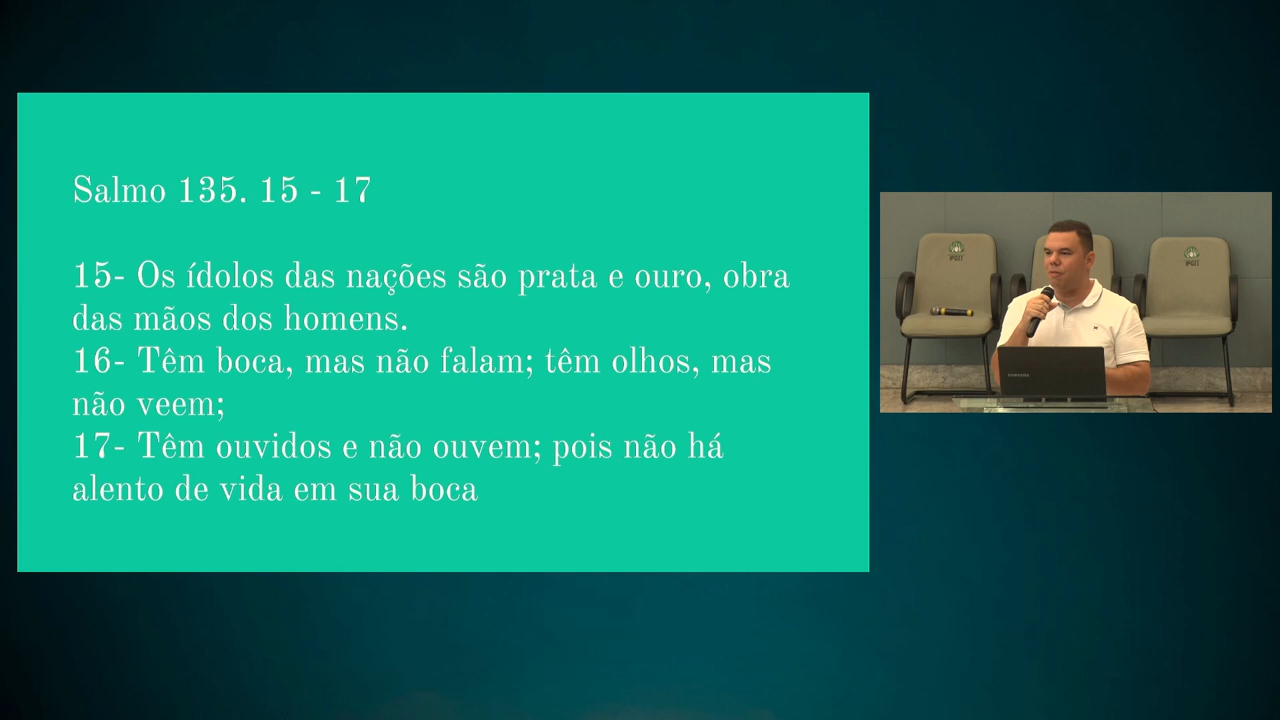 Salmo 135. 15 - 17
15- Os ídolos das nações são prata e ouro, obra
das mãos dos homens.
16- Têm boca, mas não falam; têm olhos, mas
não veem;
17- Têm ouvidos e não ouvem; pois não há
alento de vida em sua boca
SAMSUNG